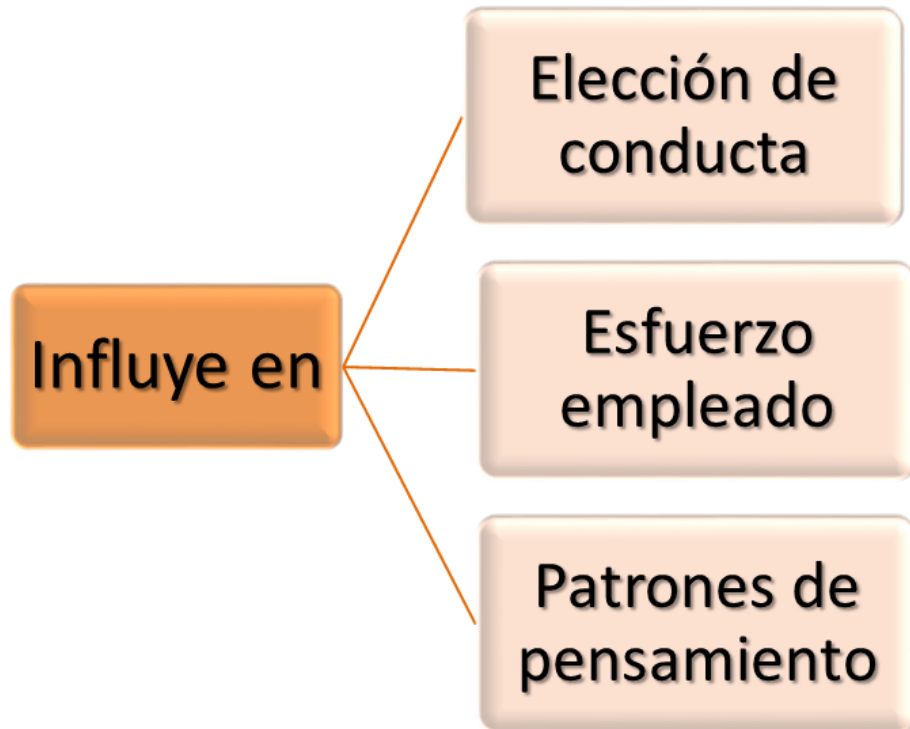 Elección de
conducta
Influye en
Esfuerzo
empleado
Patrones de
pensamiento